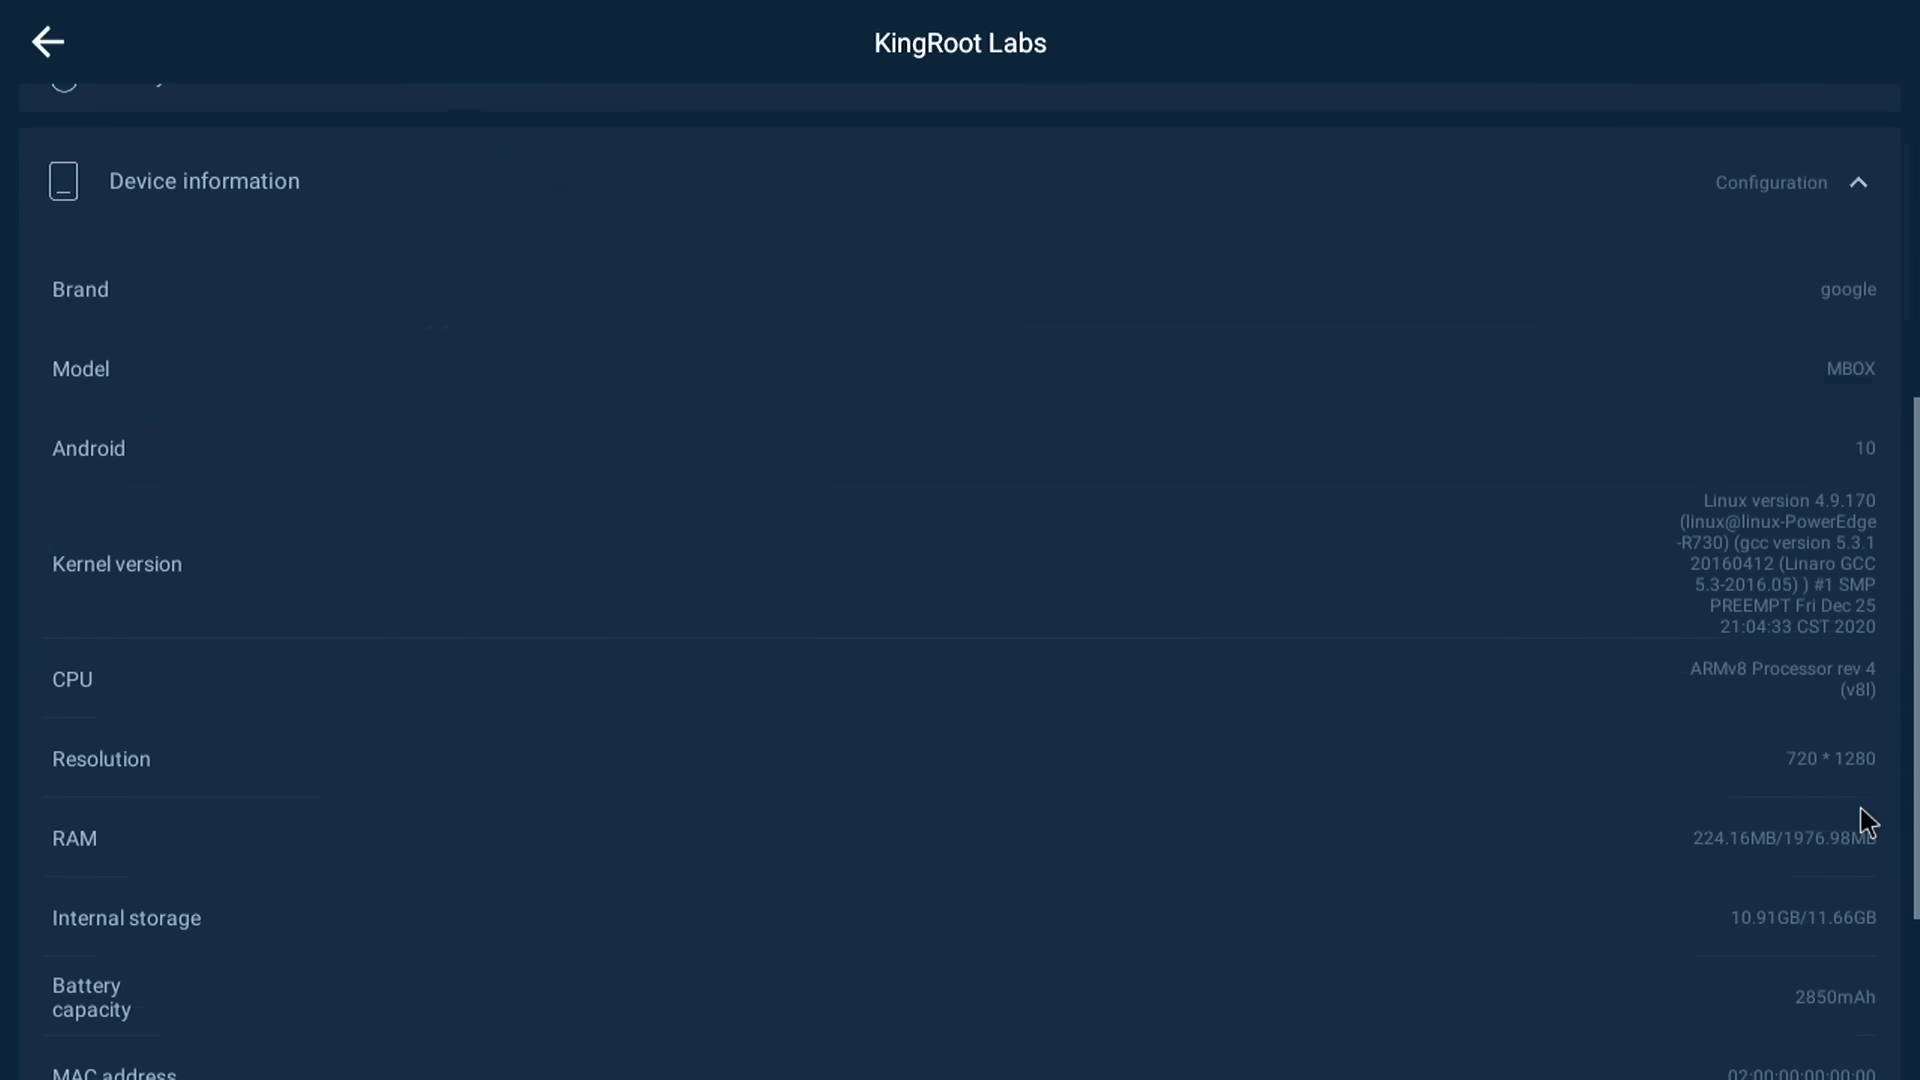 KingRoot Labs
Device information
Configuration
Brand
google
Model
MBOX
Android
10
Kernel version
Linux version 4.9.170
(linux@linux-PowerEdge
-R730) (gcc version 5.3.1
20160412 (Linaro GCC
5.3-2016.05) ) #1 SMP
PREEMPT Fri Dec 25
21:04:33 CST 2020
CPU
ARMv8 Processor rev 4
(v8l)
Resolution
720 * 1280
RAM
224.16MB/1976.98MB
Internal storage
10.91GB/11.66GB
Battery
capacity
2850mAh
MAC address
02:00:00:00:00:00